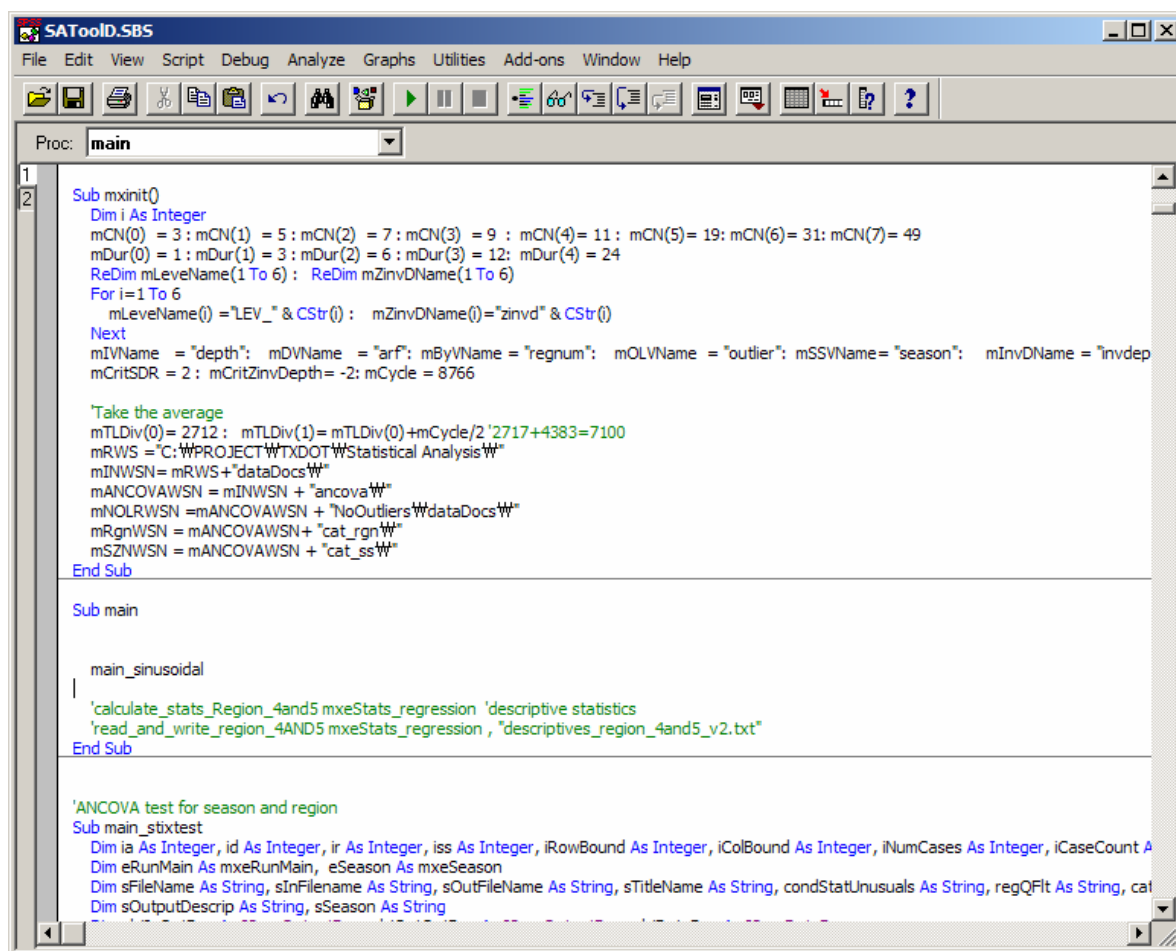 SPSS SAToolD.SBS
File Edit View Script Debug Analyze Graphs Utilities Add-ons Window Help
Proc: main
1
2
Sub mxinit()
Dim i As Integer
mCN(0) = 3 : mCN(1) = 5 : mCN(2) = 7 : mCN(3) = 9 : mCN(4)= 11 : mCN(5)= 19: mCN(6)= 31: mCN(7)= 49
mDur(0) = 1 : mDur(1) = 3 : mDur(2) = 6 : mDur(3) = 12: mDur(4) = 24
ReDim mLeveName(1 To 6) : ReDim mZinvDName(1 To 6)
For i=1 To 6
mLeveName(i) ="LEV_" & CStr(i) : mZinvDName(i)="zinvd" & CStr(i)
Next
mIVName = "depth": mDVName = "arf": mByVName = "regnum": mOLVName = "outlier": mSSVName= "season": mInvDName = "invdep
mCritSDR = 2 : mCritZinvDepth= -2: mCycle = 8766
'Take the average
mTLDiv(0)= 2712 : mTLDiv(1)= mTLDiv(0)+mCycle/2 '2717+4383=7100
mRWS ="C:₩PROJECT₩TXDOT₩Statistical Analysis₩"
mINWSN= mRWS+"dataDocs₩"
mANCOVAWSN = mINWSN + "ancova₩"
mNOLRWSN =mANCOVAWSN + "NoOutliers₩dataDocs₩"
mRgnWSN = mANCOVAWSN+ "cat_rgn₩"
mSZNWSN = mANCOVAWSN + "cat_ss₩"
End Sub
Sub main
main_sinusoidal
'calculate_stats_Region_4and5 mxeStats_regression 'descriptive statistics
'read_and_write_region_4AND5 mxeStats_regression , "descriptives_region_4and5_v2.txt"
End Sub
'ANCOVA test for season and region
Sub main_stixtest
Dim ia As Integer, id As Integer, ir As Integer, iss As Integer, iRowBound As Integer, iColBound As Integer, iNumCases As Integer, iCaseCount A
Dim eRunMain As mxeRunMain, eSeason As mxeSeason
Dim sFileName As String, sInFilename As String, sOutFileName As String, sTitleName As String, condStatUnusuals As String, regQFlt As String, cat
Dim sOutputDescrip As String, sSeason As String